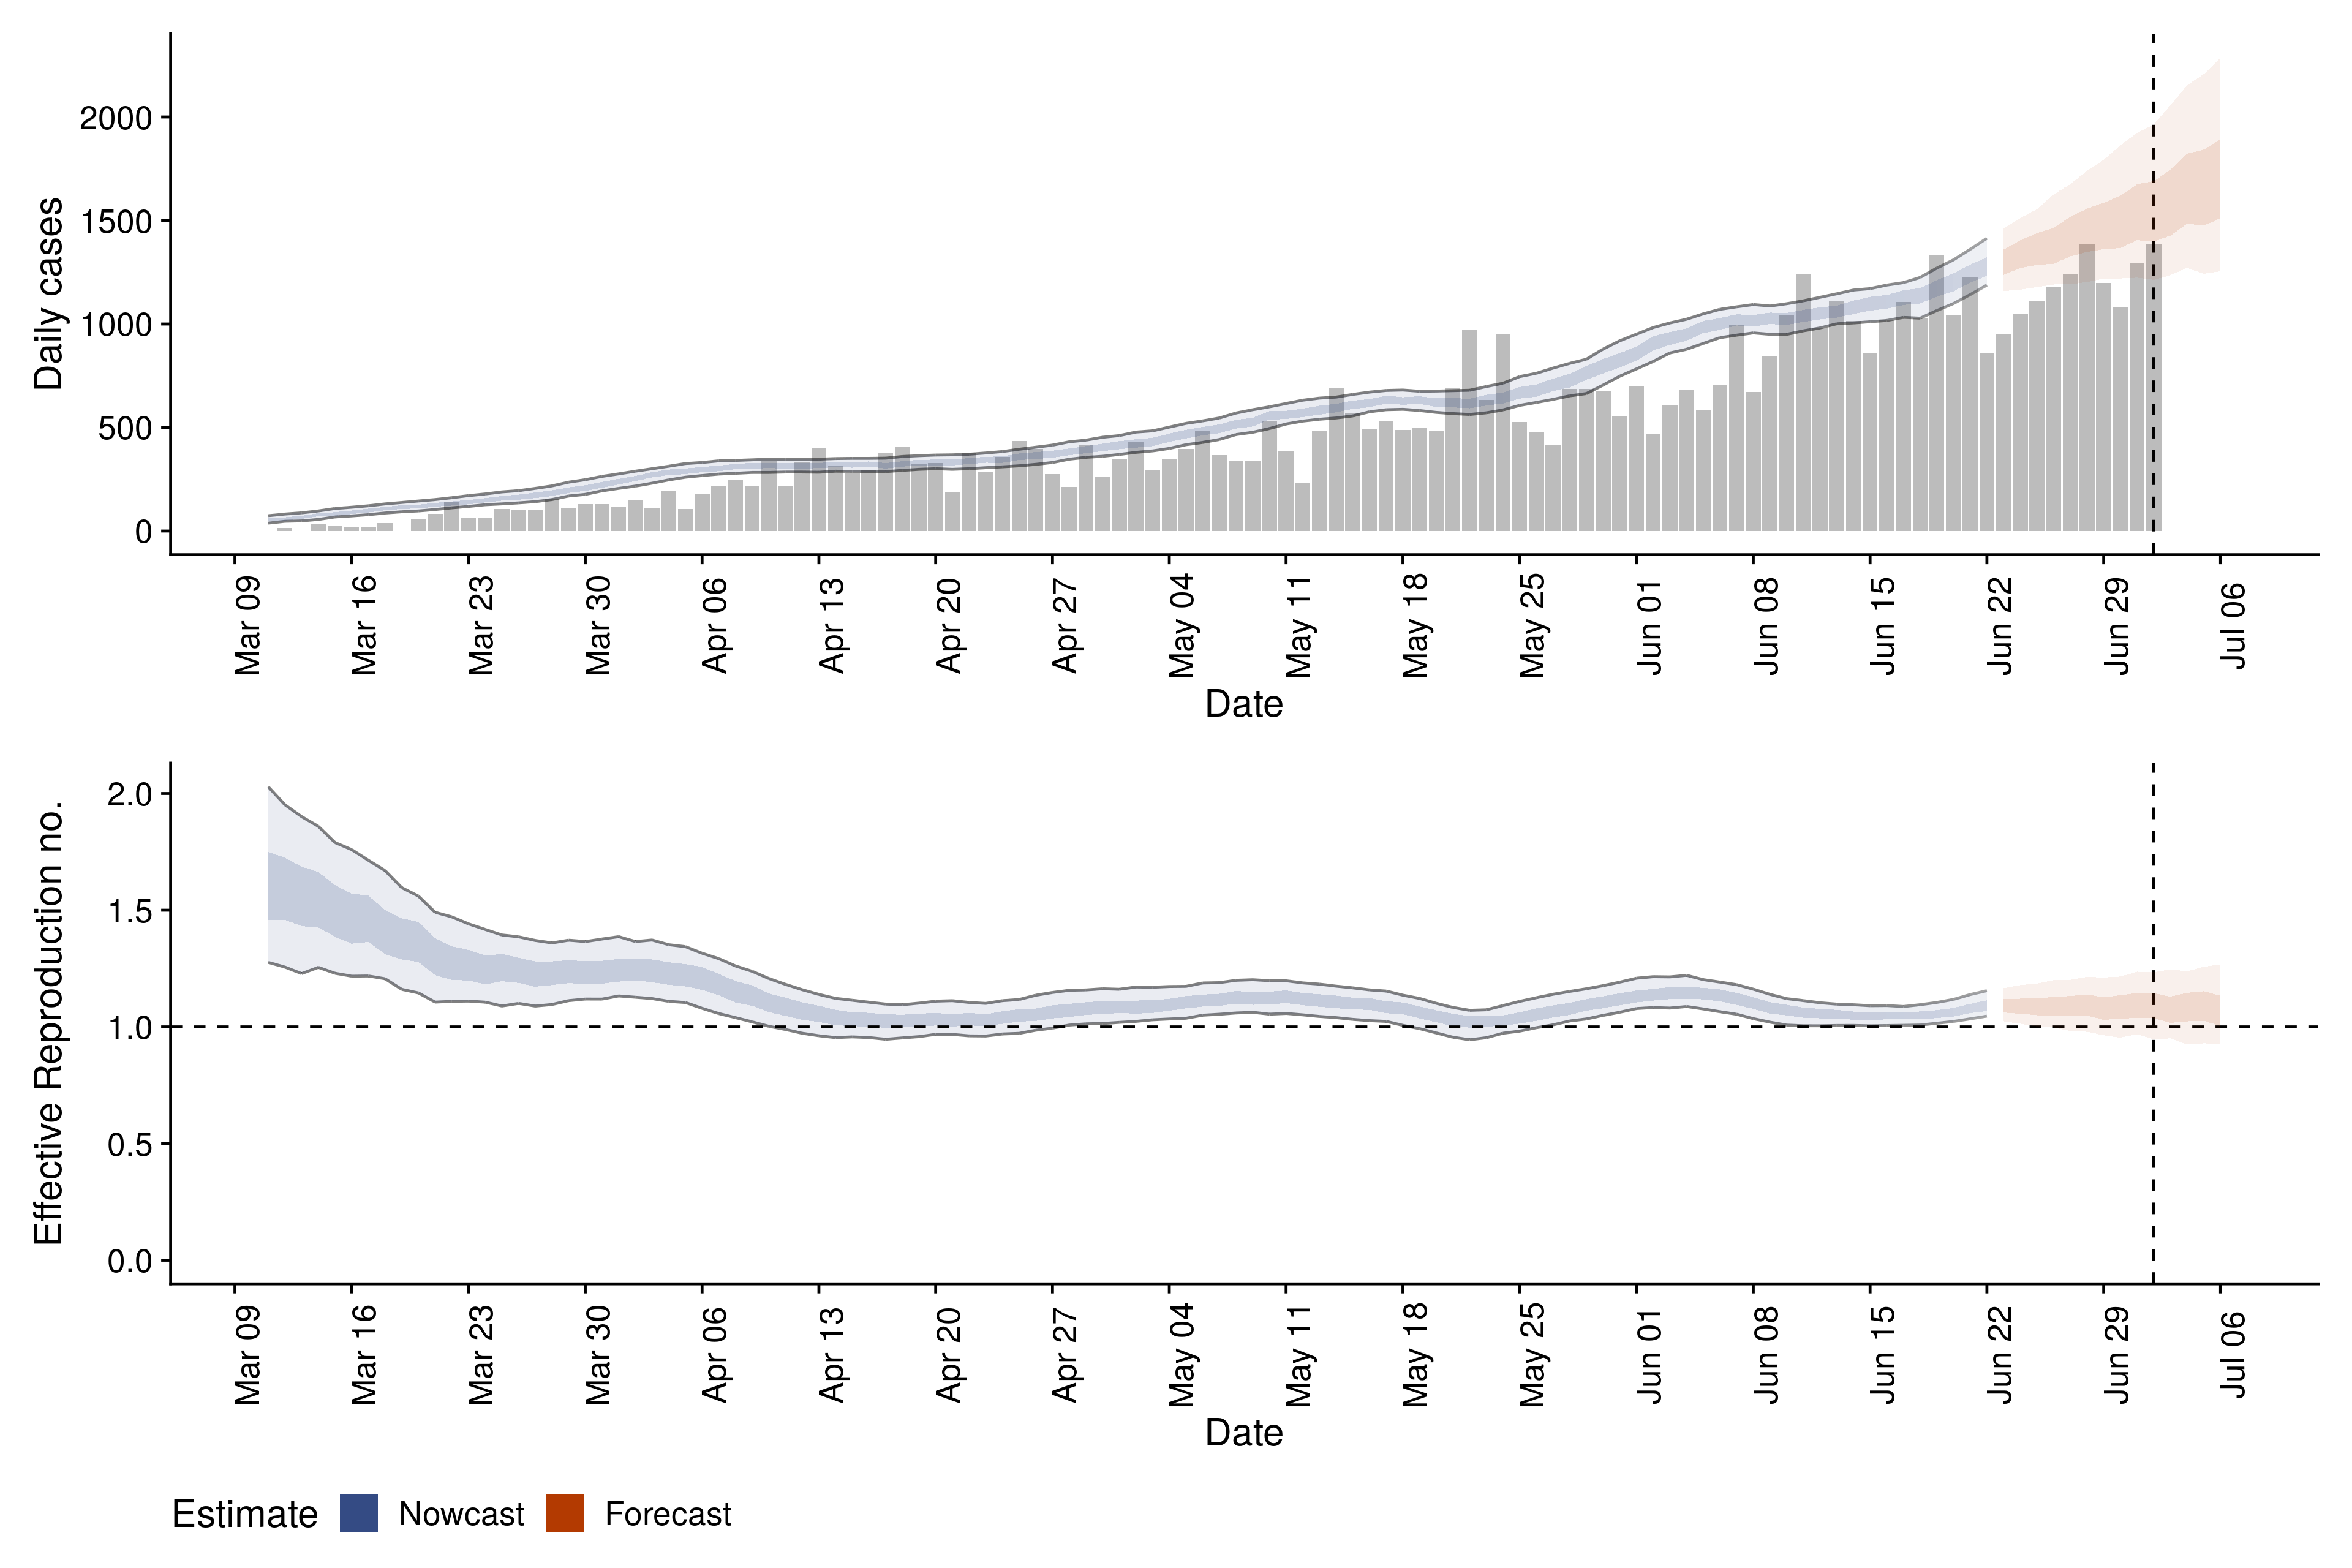 Daily cases
2000
1500
1000
500
0
Mar 09
Mar 16
Mar 23
Mar 30
Apr 06
Apr 13
Apr 20
Apr 27
May 04
May 11
May 18
May 25
Jun 01
Jun 08
Jun 15
Jun 22
Jun 29
Jul 06
Date
Effective Reproduction no.
2.0
1.5
1.0
0.5
0.0
Mar 09
Mar 16
Mar 23
Mar 30
Apr 06
Apr 13
Apr 20
Apr 27
May 04
May 11
May 18
May 25
Jun 01
Jun 08
Jun 15
Jun 22
Jun 29
Jul 06
Date
Estimate Nowcast Forecast